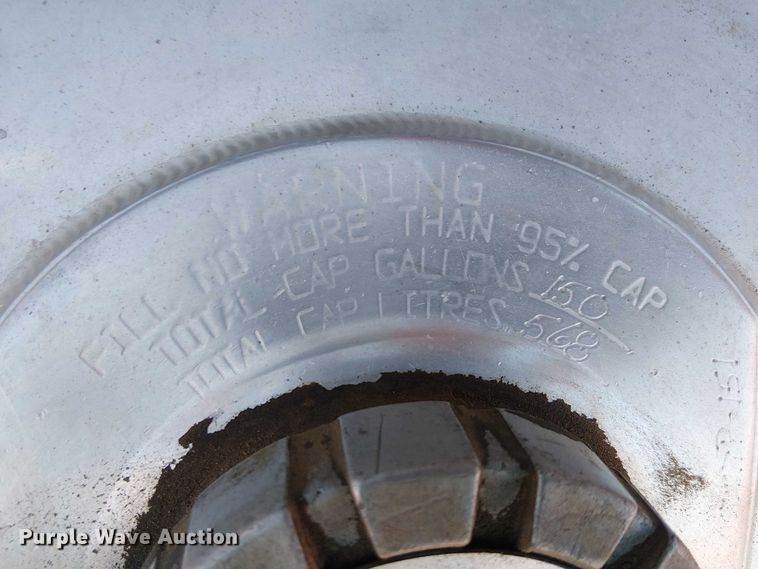 WARNING
FILL NO MORE THAN 95% CAP
TOTAL CAP GALLONS 150
TOTAL CAP LITRES 568
Purple Wave Auction